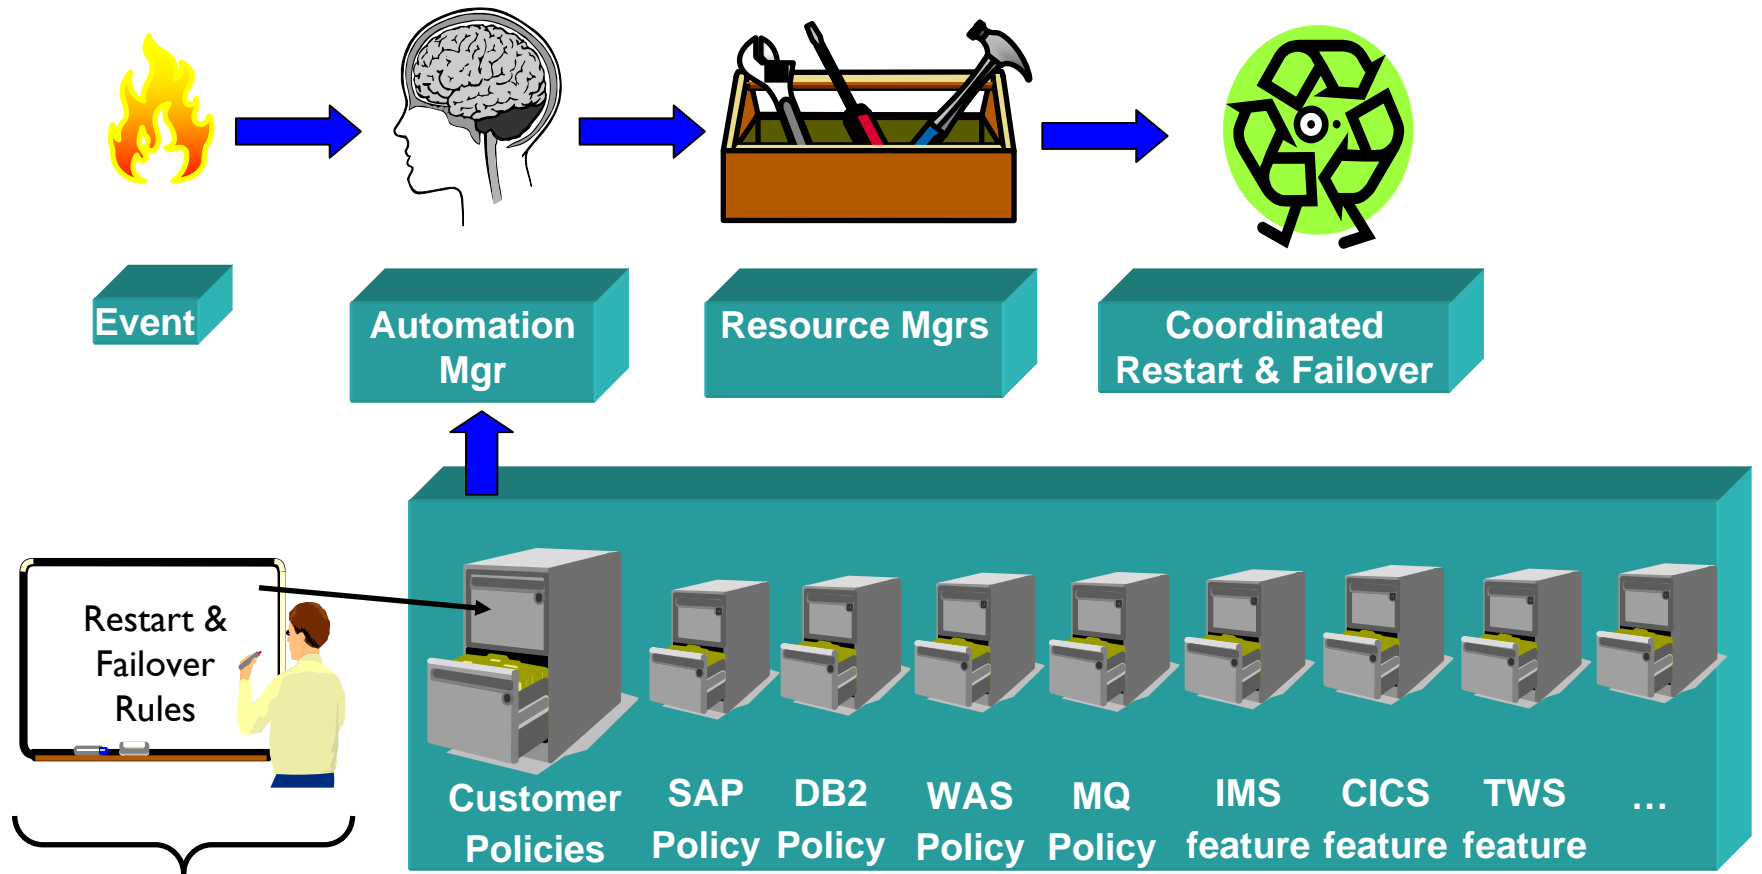 Event
Automation
Mgr
Resource Mgrs
Coordinated
Restart & Failover
Restart &
Failover
Rules
Customer
Policies
SAP
Policy
DB2
Policy
WAS
Policy
MQ
Policy
IMS
feature
CICS
feature
TWS
feature
...